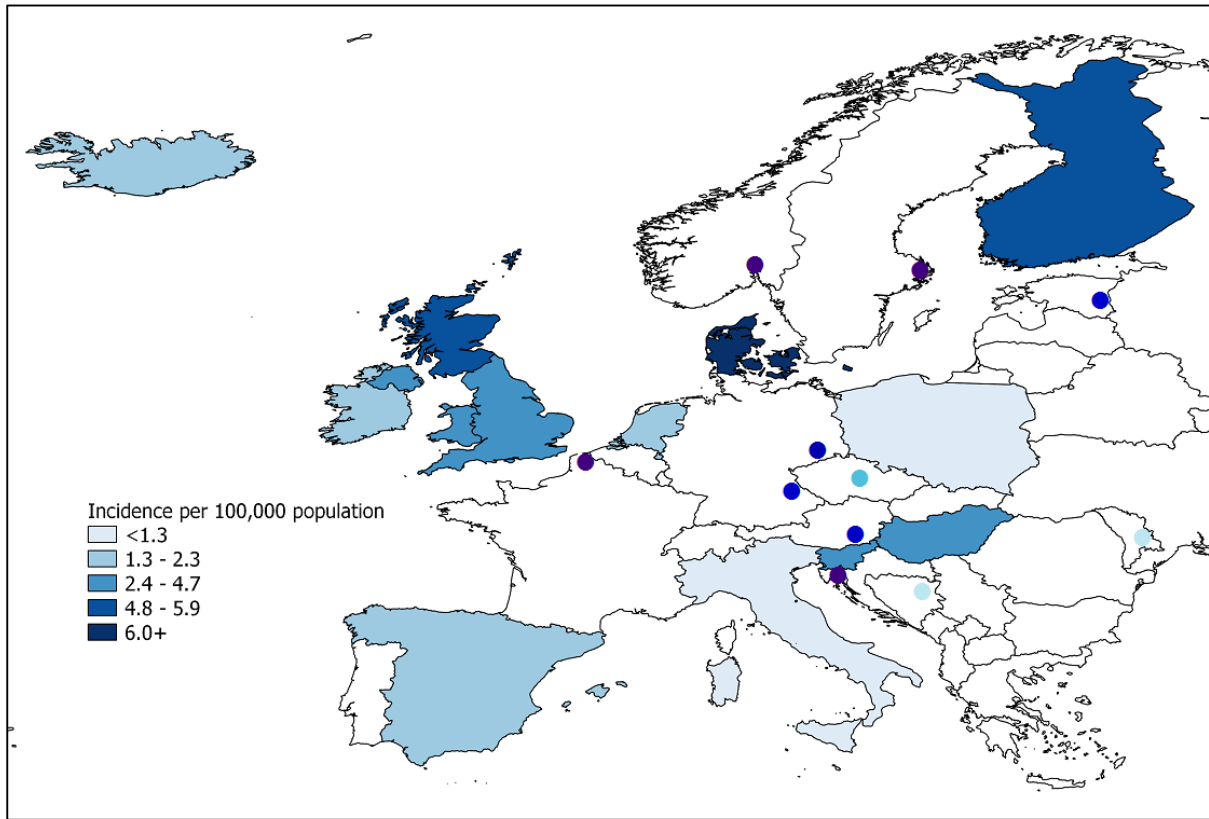 Incidence per 100,000 population
<1.3
1.3 - 2.3
2.4 - 4.7
4.8 - 5.9
6.0+